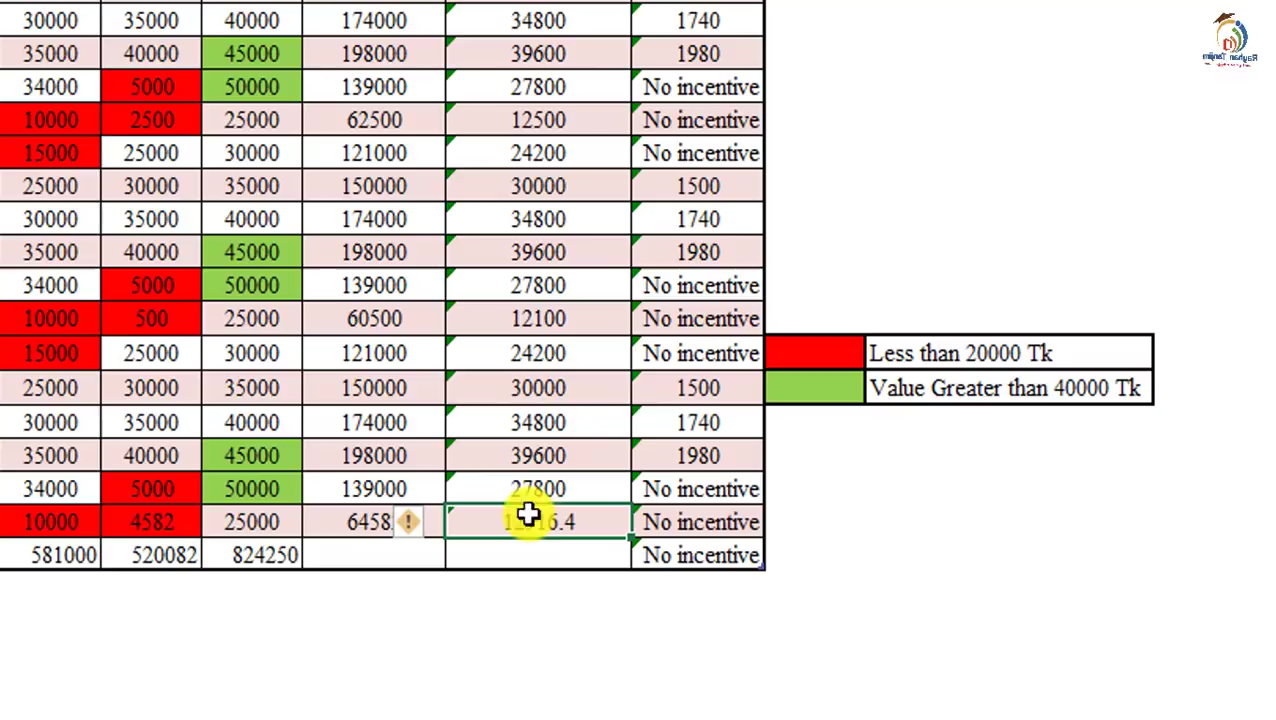 30000 35000 40000 174000 34800 1740
35000 40000 45000 198000 39600 1980
34000 5000 50000 139000 27800 No incentive
10000 2500 25000 62500 12500 No incentive
15000 25000 30000 121000 24200 No incentive
25000 30000 35000 150000 30000 1500
30000 35000 40000 174000 34800 1740
35000 40000 45000 198000 39600 1980
34000 5000 50000 139000 27800 No incentive
10000 500 25000 60500 12100 No incentive
15000 25000 30000 121000 24200 No incentive Less than 20000 Tk
25000 30000 35000 150000 30000 1500 Value Greater than 40000 Tk
30000 35000 40000 174000 34800 1740
35000 40000 45000 198000 39600 1980
34000 5000 50000 139000 27800 No incentive
10000 4582 25000 6458 No incentive
581000 520082 824250 No incentive